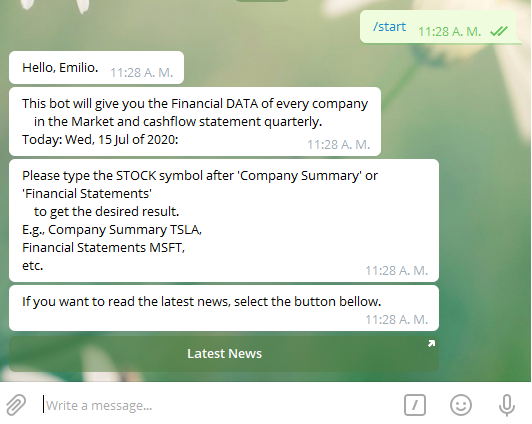 /start 11:28 A. M.
Hello, Emilio. 11:28 A. M.
This bot will give you the Financial DATA of every company
in the Market and cashflow statement quarterly.
Today: Wed, 15 Jul of 2020:
11:28 A. M.
Please type the STOCK symbol after 'Company Summary' or
'Financial Statements'
to get the desired result.
E.g., Company Summary TSLA,
Financial Statements MSFT,
etc.
11:28 A. M.
If you want to read the latest news, select the button bellow.
11:28 A. M.
Latest News
Write a message...
/